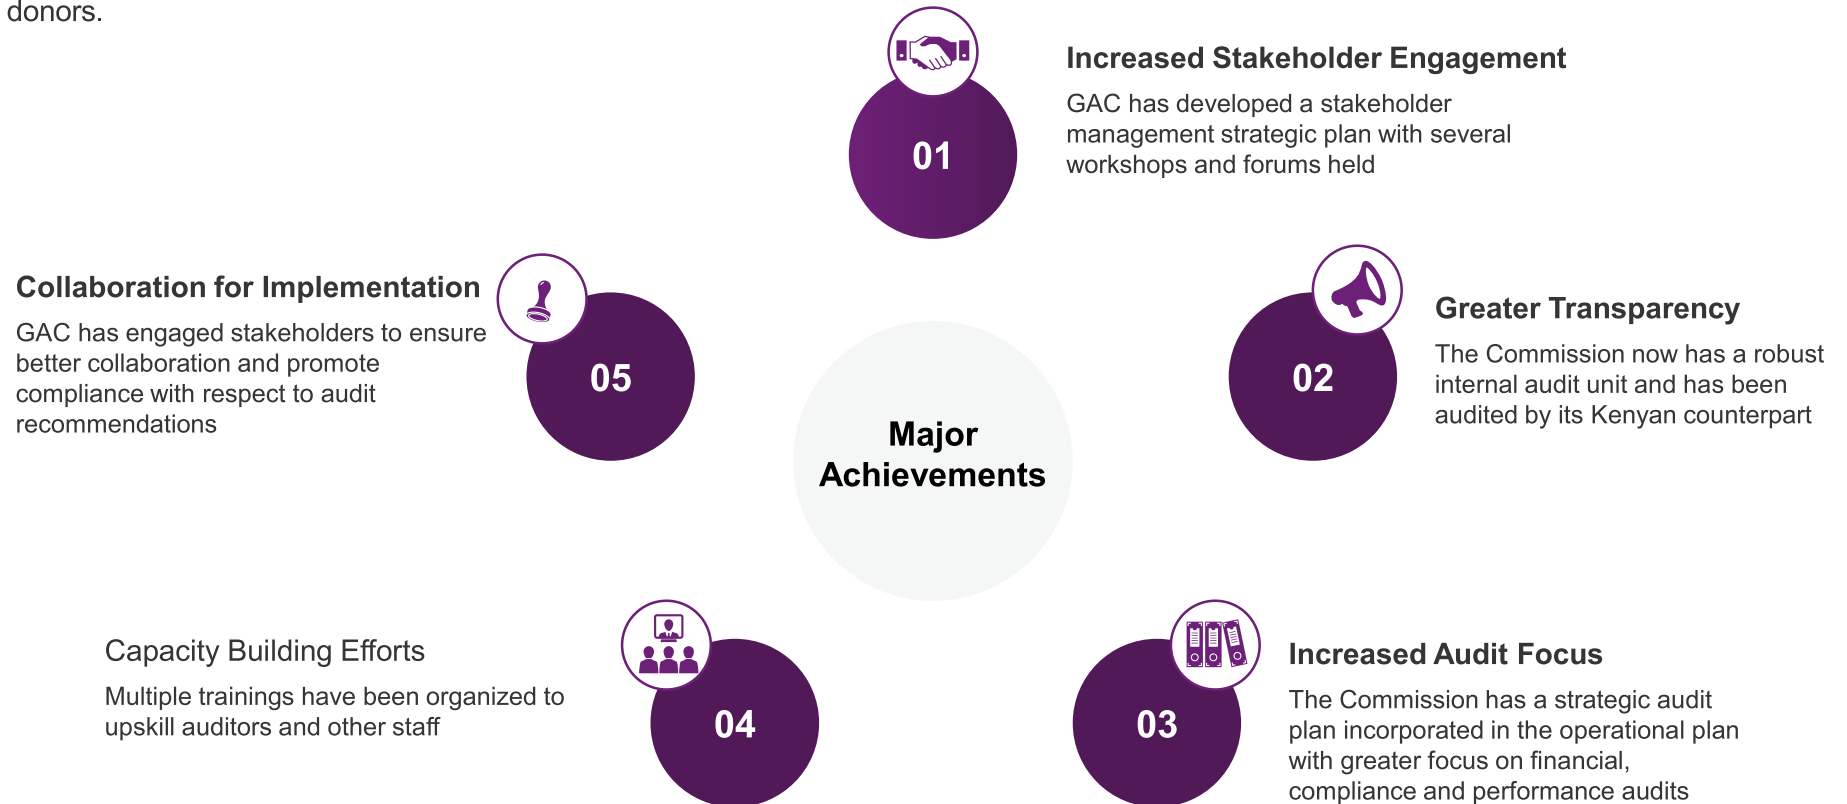 donors.
01
Increased Stakeholder Engagement
GAC has developed a stakeholder
management strategic plan with several
workshops and forums held
02
Greater Transparency
The Commission now has a robust
internal audit unit and has been
audited by its Kenyan counterpart
Major
Achievements
03
Increased Audit Focus
The Commission has a strategic audit
plan incorporated in the operational plan
with greater focus on financial,
compliance and performance audits
04
Capacity Building Efforts
Multiple trainings have been organized to
upskill auditors and other staff
05
Collaboration for Implementation
GAC has engaged stakeholders to ensure
better collaboration and promote
compliance with respect to audit
recommendations